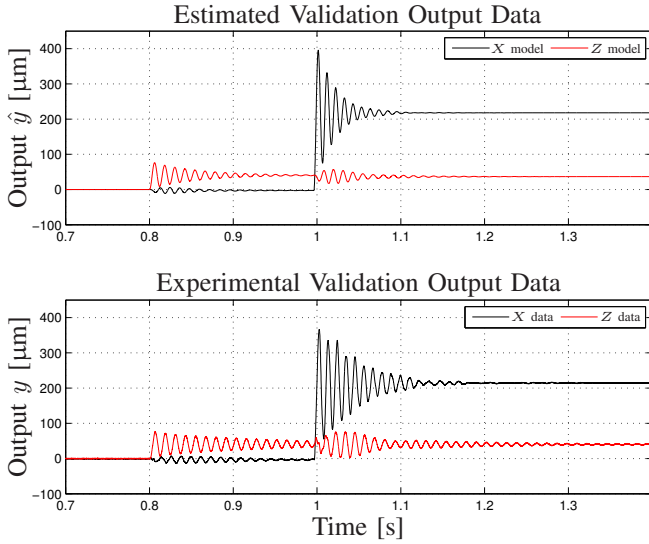 Estimated Validation Output Data
Output ŷ [µm]
400
300
200
100
0
−100
X model
Z model
0.7 0.8 0.9 1 1.1 1.2 1.3
Experimental Validation Output Data
Output y [µm]
400
300
200
100
0
−100
X data
Z data
0.7 0.8 0.9 1 1.1 1.2 1.3
Time [s]